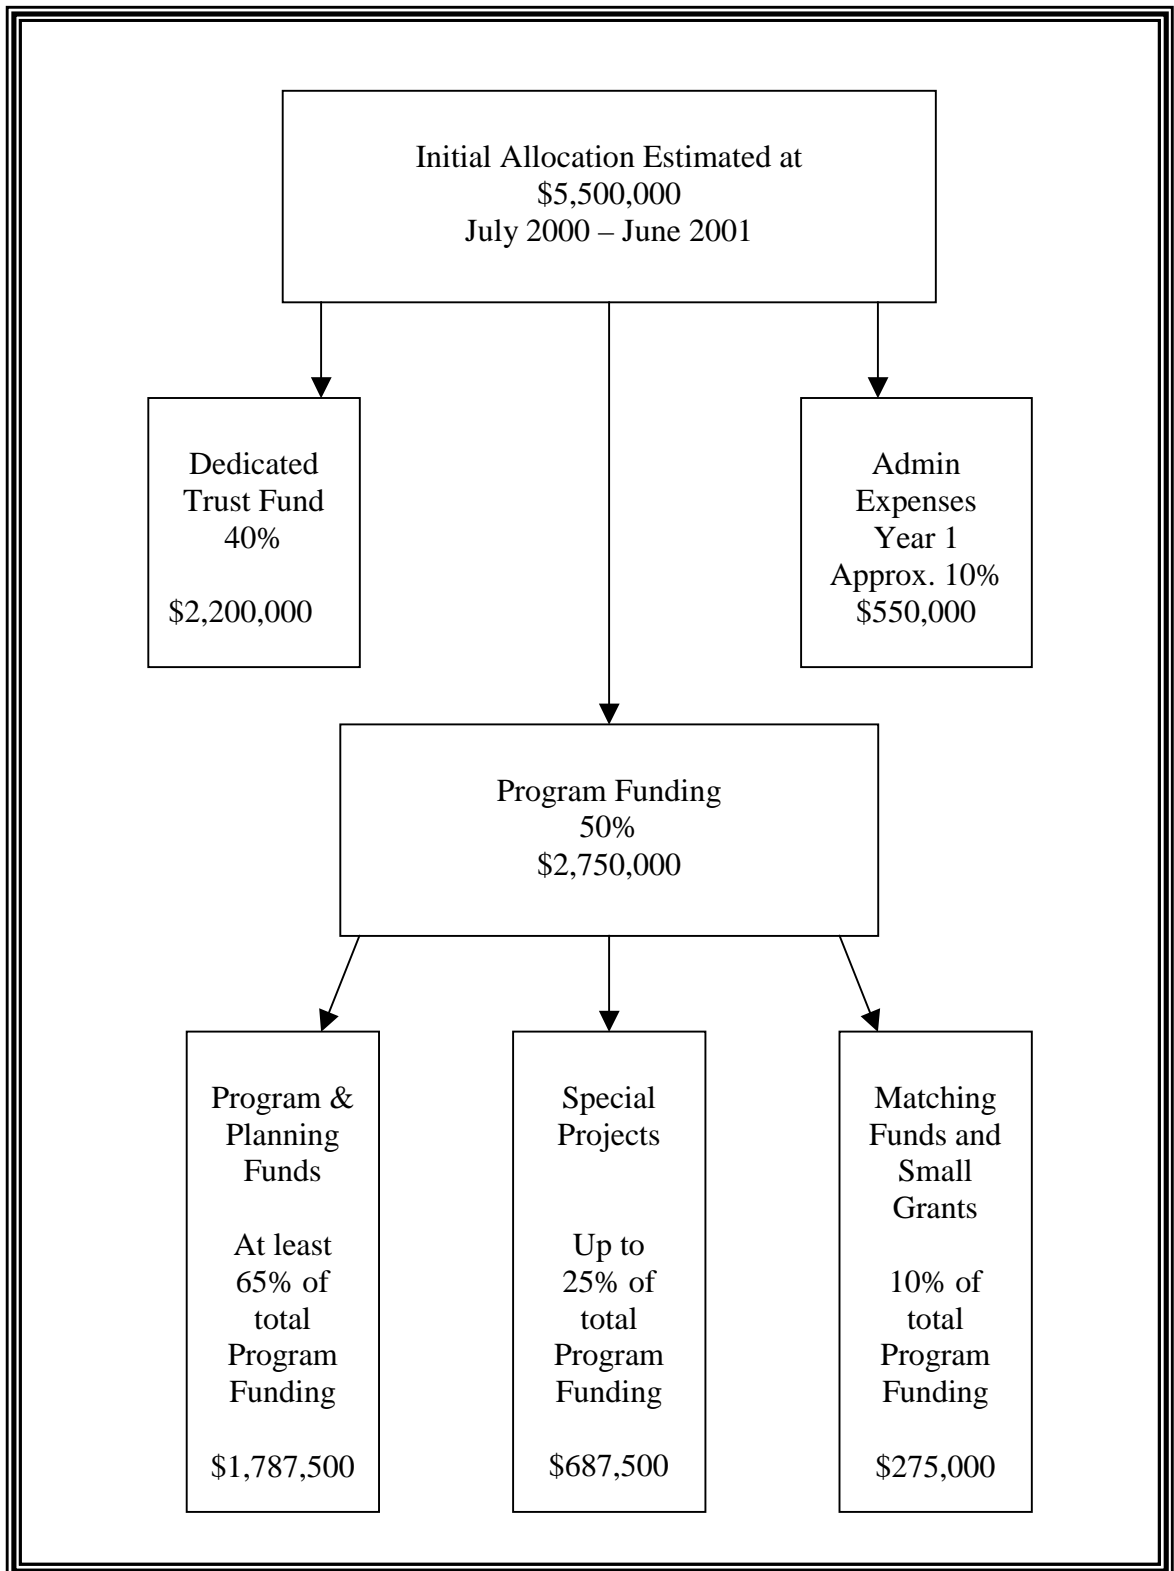 Initial Allocation Estimated at
$5,500,000
July 2000 – June 2001
Dedicated
Trust Fund
40%
$2,200,000
Admin
Expenses
Year 1
Approx. 10%
$550,000
Program Funding
50%
$2,750,000
Program &
Planning
Funds
At least
65% of
total
Program
Funding
$1,787,500
Special
Projects
Up to
25% of
total
Program
Funding
$687,500
Matching
Funds and
Small
Grants
10% of
total
Program
Funding
$275,000